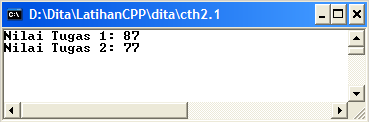 D:\Dita\LatihanCPP\dita\cth2.1
Nilai Tugas 1: 87
Nilai Tugas 2: 77